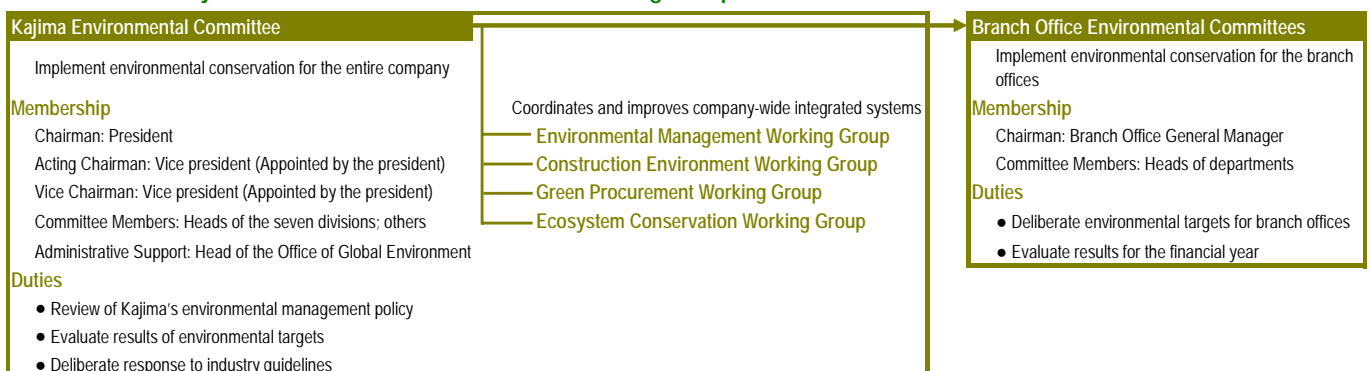 Kajima Environmental Committee
Implement environmental conservation for the entire company
Membership
Chairman: President
Acting Chairman: Vice president (Appointed by the president)
Vice Chairman: Vice president (Appointed by the president)
Committee Members: Heads of the seven divisions; others
Administrative Support: Head of the Office of Global Environment
Duties
● Review of Kajima's environmental management policy
● Evaluate results of environmental targets
● Deliberate response to industry guidelines
Coordinates and improves company-wide integrated systems
Environmental Management Working Group
Construction Environment Working Group
Green Procurement Working Group
Ecosystem Conservation Working Group
Branch Office Environmental Committees
Implement environmental conservation for the branch
offices
Membership
Chairman: Branch Office General Manager
Committee Members: Heads of departments
Duties
● Deliberate environmental targets for branch offices
● Evaluate results for the financial year